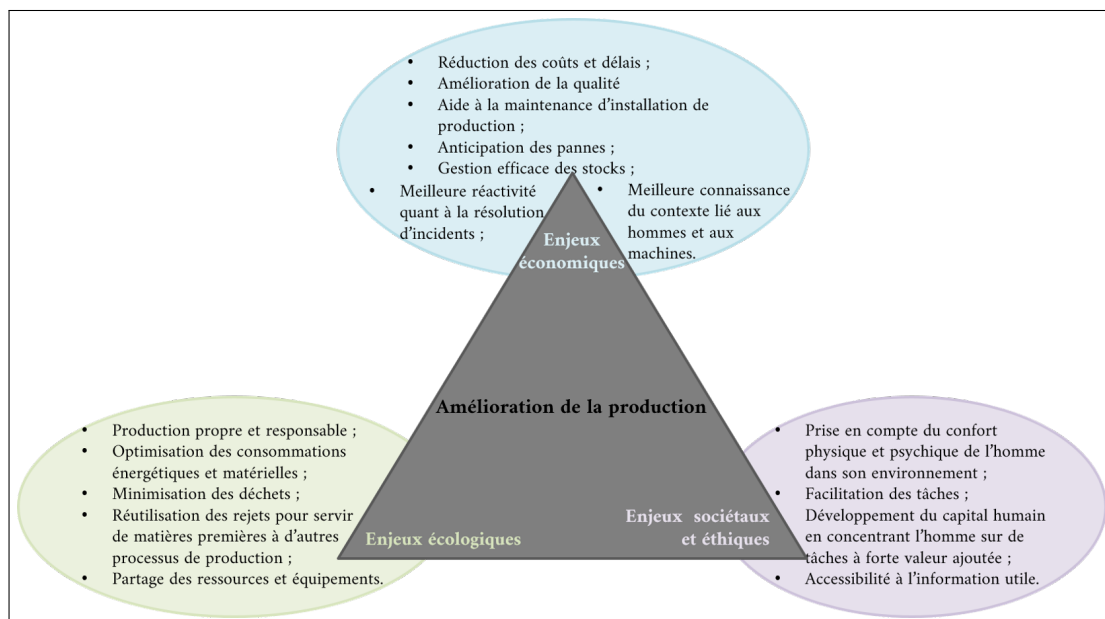 • Réduction des coûts et délais ;
• Amélioration de la qualité
• Aide à la maintenance d'installation de
production ;
• Anticipation des pannes ;
• Gestion efficace des stocks ;
• Meilleure réactivité
quant à la résolution
d'incidents ;
• Meilleure connaissance
du contexte lié aux
hommes et aux
machines.
Enjeux
économiques
Amélioration de la production
• Production propre et responsable ;
• Optimisation des consommations
énergétiques et matérielles ;
• Minimisation des déchets ;
• Réutilisation des rejets pour servir
de matières premières à d'autres
processus de production ;
• Partage des ressources et équipements.
Enjeux écologiques
Enjeux sociétaux
et éthiques
• Prise en compte du confort
physique et psychique de l'homme
dans son environnement ;
• Facilitation des tâches ;
• Développement du capital humain
en concentrant l'homme sur de
tâches à forte valeur ajoutée ;
• Accessibilité à l'information utile.